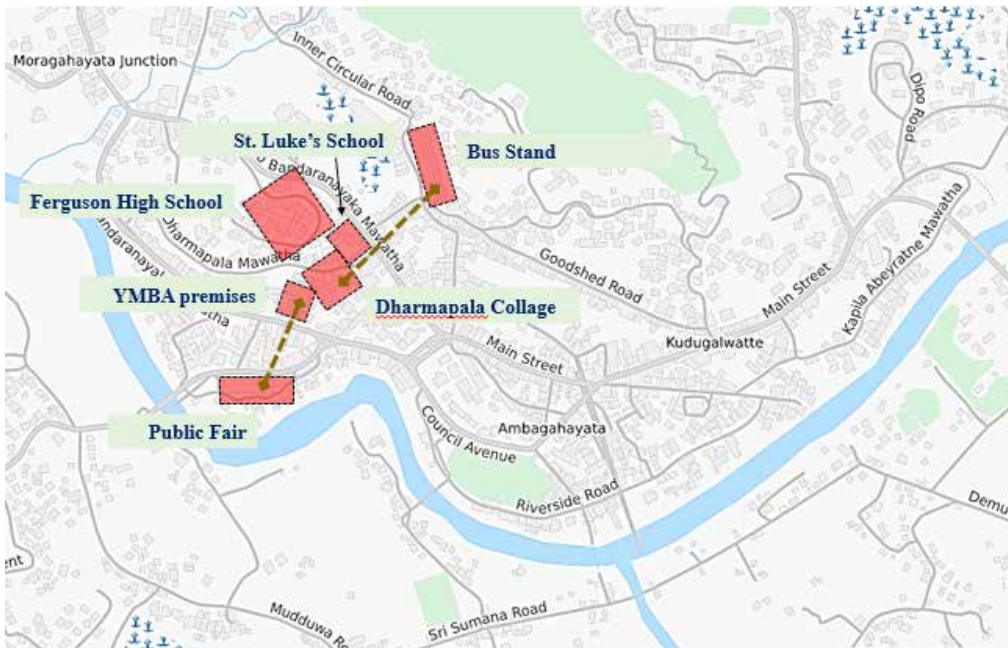 Moragahayata Junction
Inner Circular Road
Dipo Road
St. Luke's School
Bus Stand
Bandaranayaka Mawatha
Ferguson High School
Dharmapala Mawatha
Goodshed Road
Main Street
Kapila Abeyratne Mawatha
YMBA premises
Dharmapala Collage
Kudugalwatte
Main Street
Public Fair
Council Avenue
Ambagahayata
Riverside Road
Sri Sumana Road